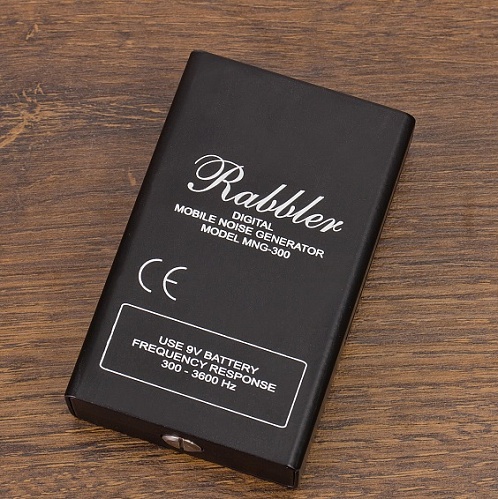 Rabbler
DIGITAL
MOBILE NOISE GENERATOR
MODEL MNG-300
CE
USE 9V BATTERY
FREQUENCY RESPONSE
300 - 3600 Hz